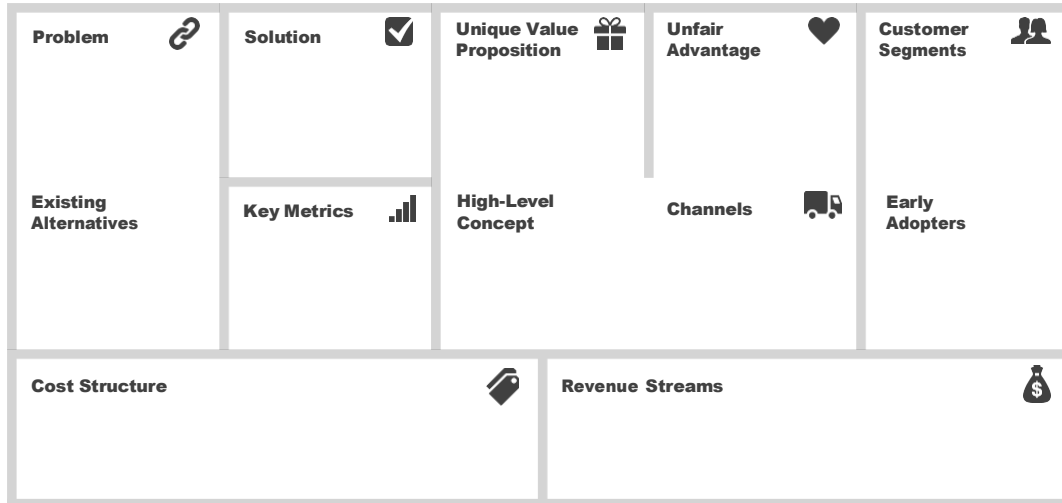 Problem
Solution
Unique Value
Proposition
Unfair
Advantage
Customer
Segments
Existing
Alternatives
Key Metrics
High-Level
Concept
Channels
Early
Adopters
Cost Structure
Revenue Streams
$